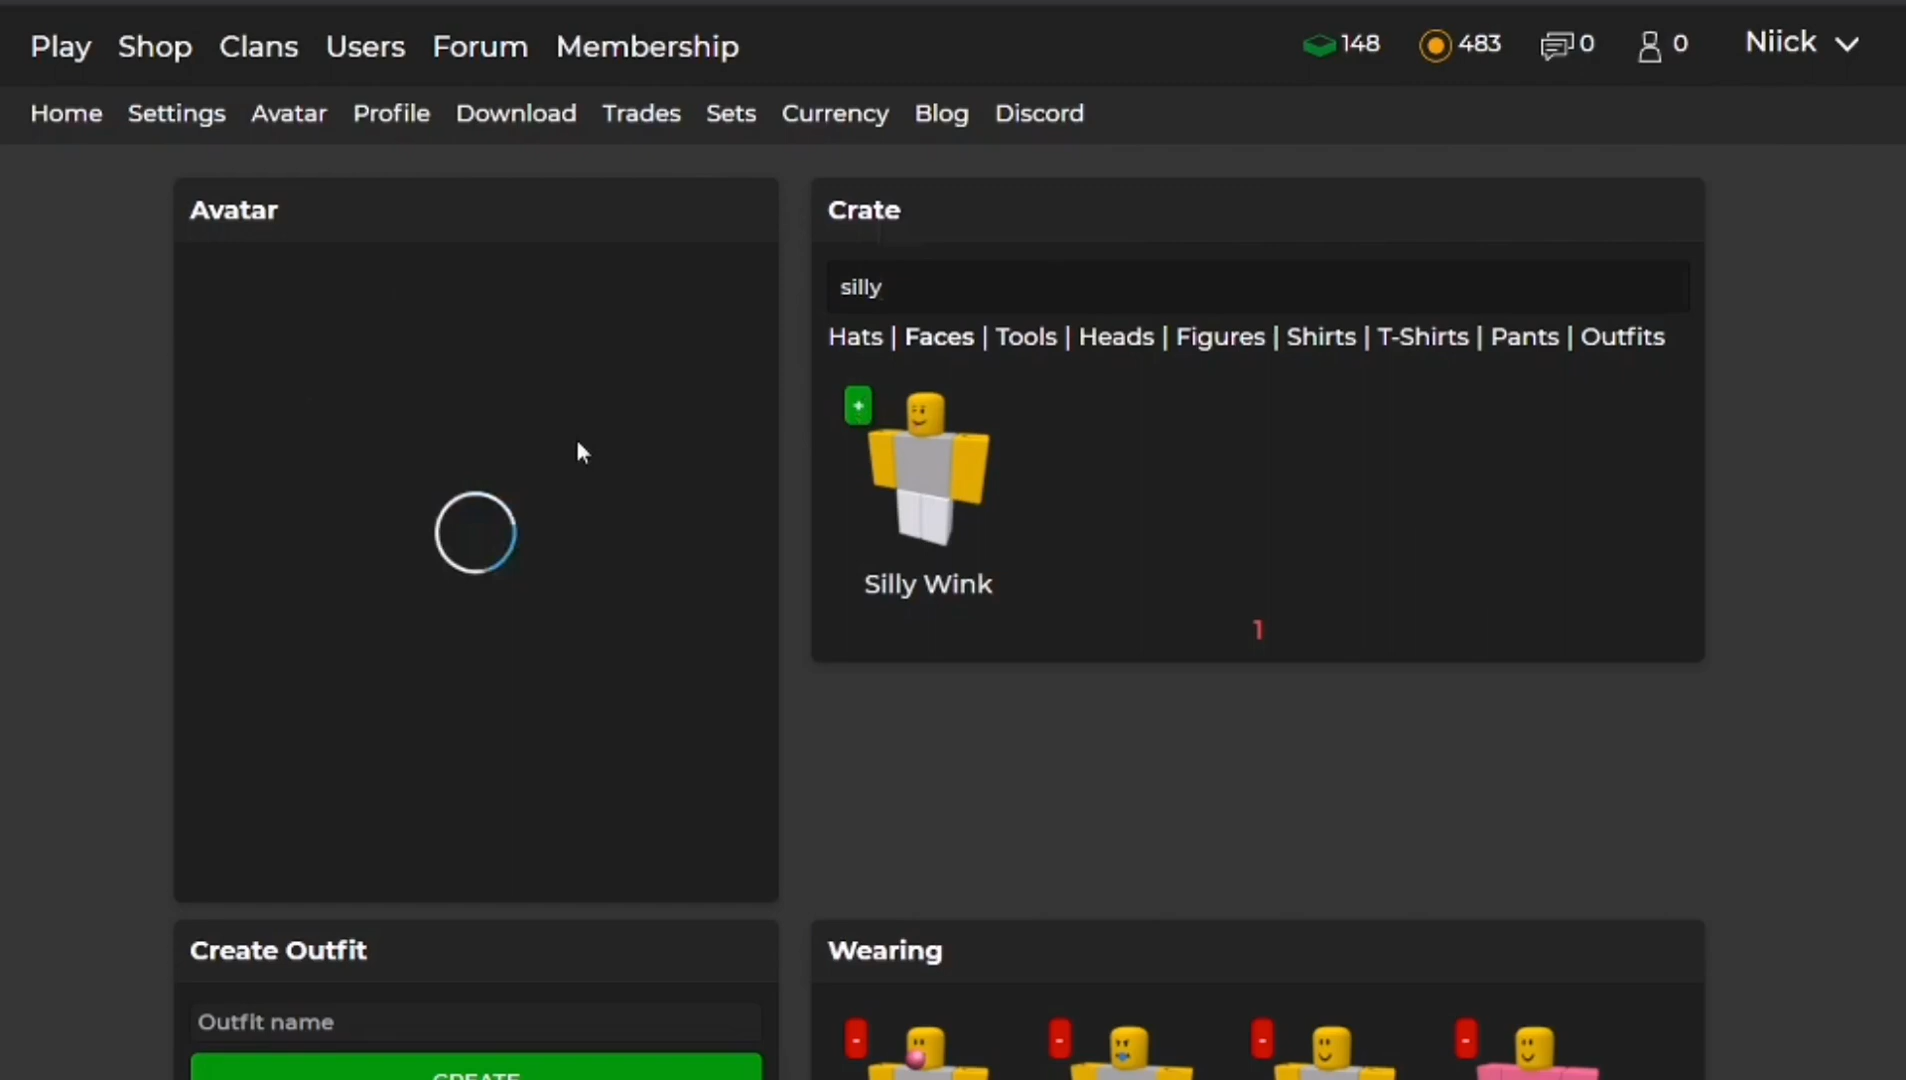 Play Shop Clans Users Forum Membership 148 483 0 0 Niick
Home Settings Avatar Profile Download Trades Sets Currency Blog Discord
Avatar
Crate
silly
Hats | Faces | Tools | Heads | Figures | Shirts | T-Shirts | Pants | Outfits
+
Silly Wink
1
Create Outfit
Wearing
Outfit name
- - - -
CREATE